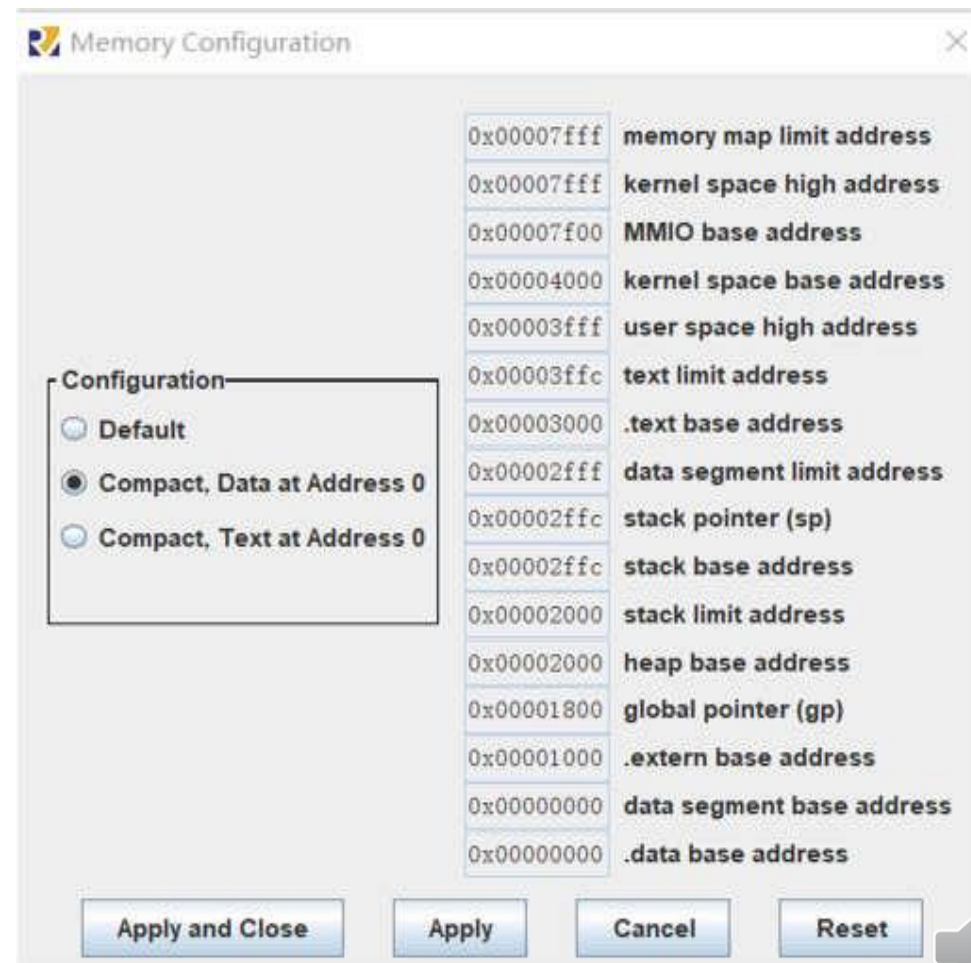 Memory Configuration
0x00007fff memory map limit address
0x00007fff kernel space high address
0x00007f00 MMIO base address
0x00004000 kernel space base address
0x00003fff user space high address
0x00003ffc text limit address
0x00003000 .text base address
0x00002fff data segment limit address
0x00002ffc stack pointer (sp)
0x00002ffc stack base address
0x00002000 stack limit address
0x00002000 heap base address
0x00001800 global pointer (gp)
0x00001000 .extern base address
0x00000000 data segment base address
0x00000000 .data base address
Configuration
Default
Compact, Data at Address 0
Compact, Text at Address 0
Apply and Close Apply Cancel Reset